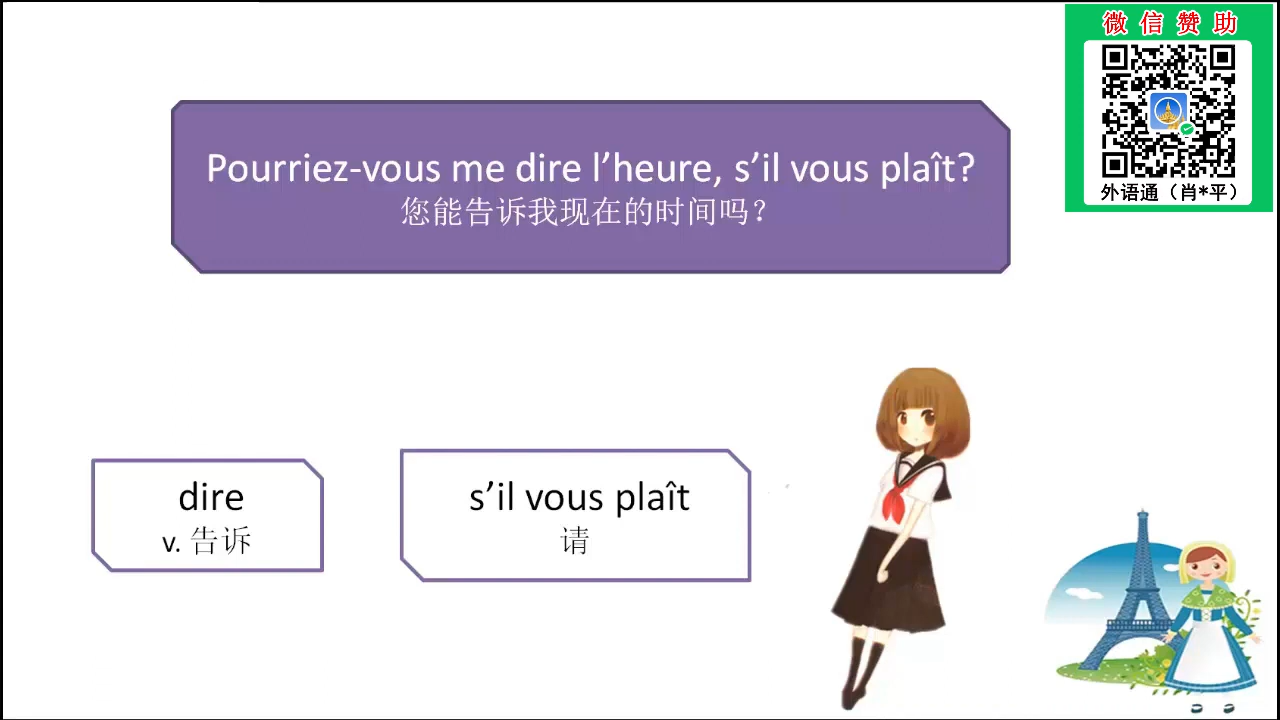 微信赞助
外语通（肖*平）
Pourriez-vous me dire l’heure, s’il vous plaît?
您能告诉我现在的时间吗？
dire
v. 告诉
s’il vous plaît
请